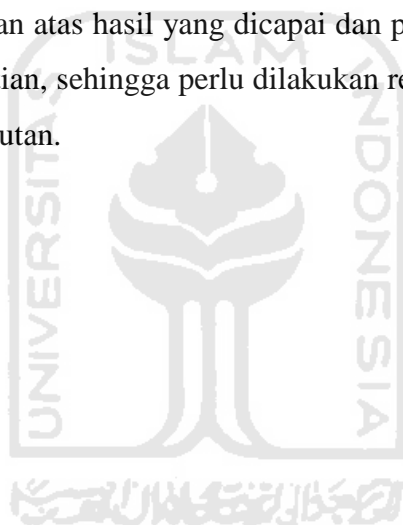 an atas hasil yang dicapai dan p
ian, sehingga perlu dilakukan re
utan.
ISLAM
UNIVERSITAS
INDONESIA